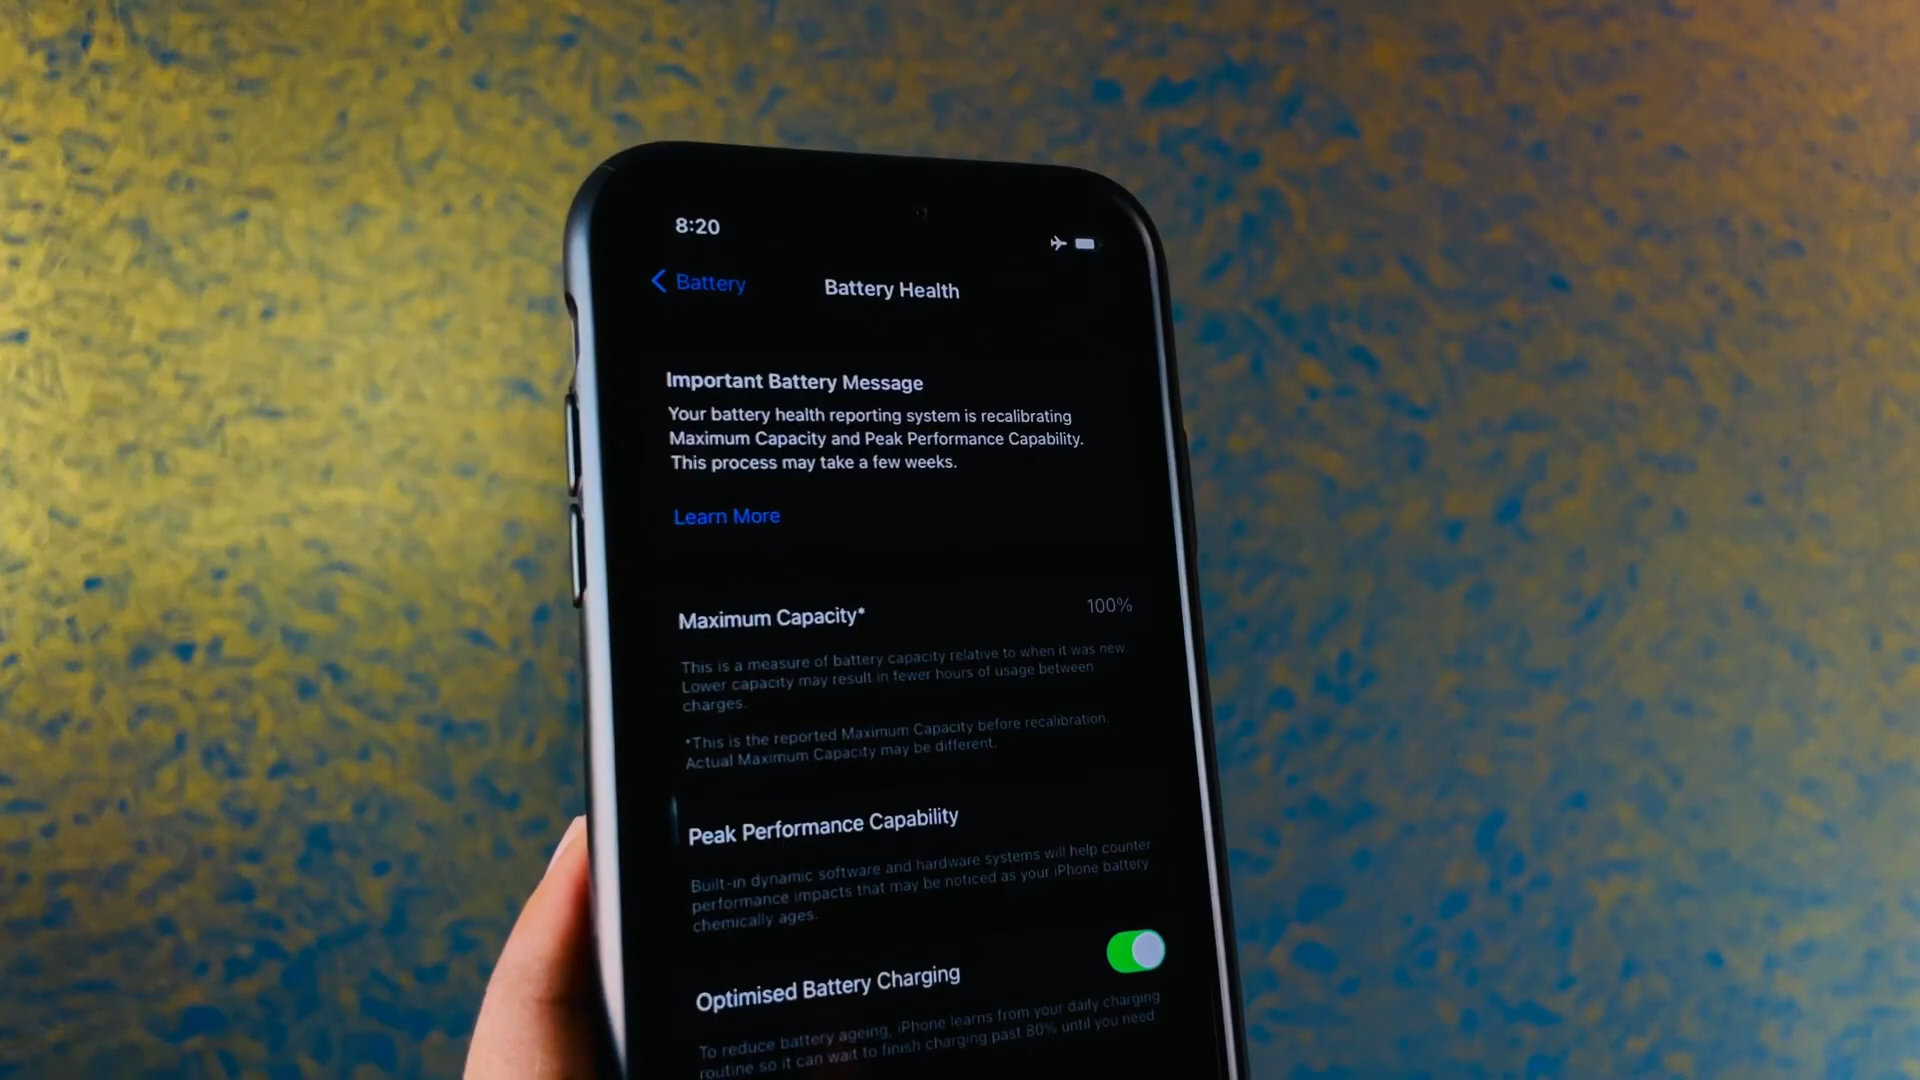 8:20
Battery
Battery Health
Important Battery Message
Your battery health reporting system is recalibrating
Maximum Capacity and Peak Performance Capability.
This process may take a few weeks.
Learn More
Maximum Capacity*
100%
This is a measure of battery capacity relative to when it was new.
Lower capacity may result in fewer hours of usage between
charges.
*This is the reported Maximum Capacity before recalibration.
Actual Maximum Capacity may be different.
Peak Performance Capability
Built-in dynamic software and hardware systems will help counter
performance impacts that may be noticed as your iPhone battery
chemically ages.
Optimised Battery Charging
To reduce battery ageing, iPhone learns from your daily charging
routine so it can wait to finish charging past 80% until you need